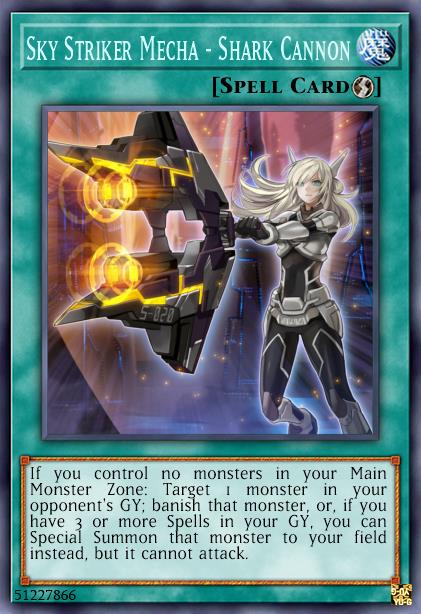 Sky Striker Mecha - Shark Cannon
魔
[Spell Card]
S-020
If you control no monsters in your Main
Monster Zone: Target 1 monster in your
opponent's GY; banish that monster, or, if you
have 3 or more Spells in your GY, you can
Special Summon that monster to your field
instead, but it cannot attack.
51227866